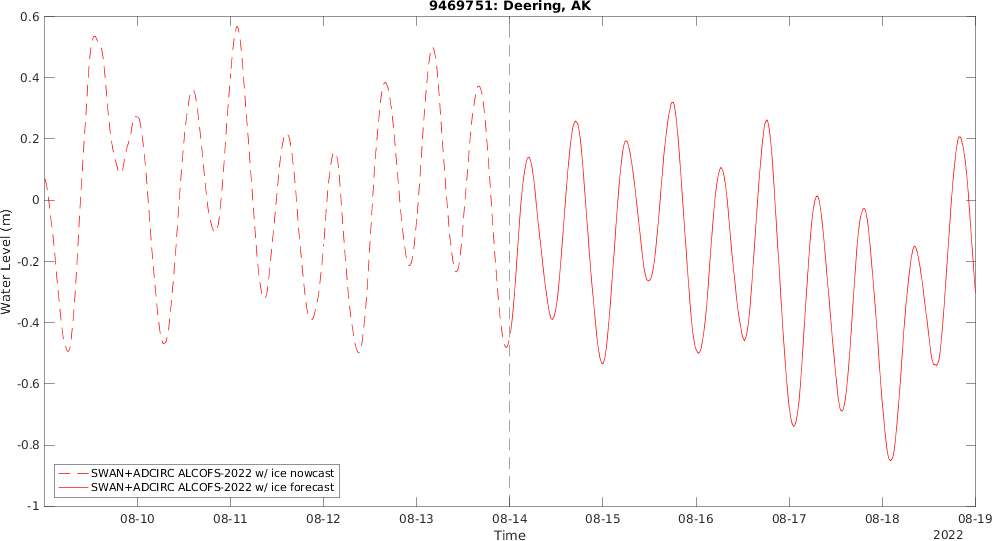 9469751: Deering, AK
0.6
0.4
0.2
0
-0.2
-0.4
-0.6
-0.8
-1
Water Level (m)
SWAN+ADCIRC ALCOFS-2022 w/ ice nowcast
SWAN+ADCIRC ALCOFS-2022 w/ ice forecast
08-10 08-11 08-12 08-13 08-14 08-15 08-16 08-17 08-18 08-19
Time
2022